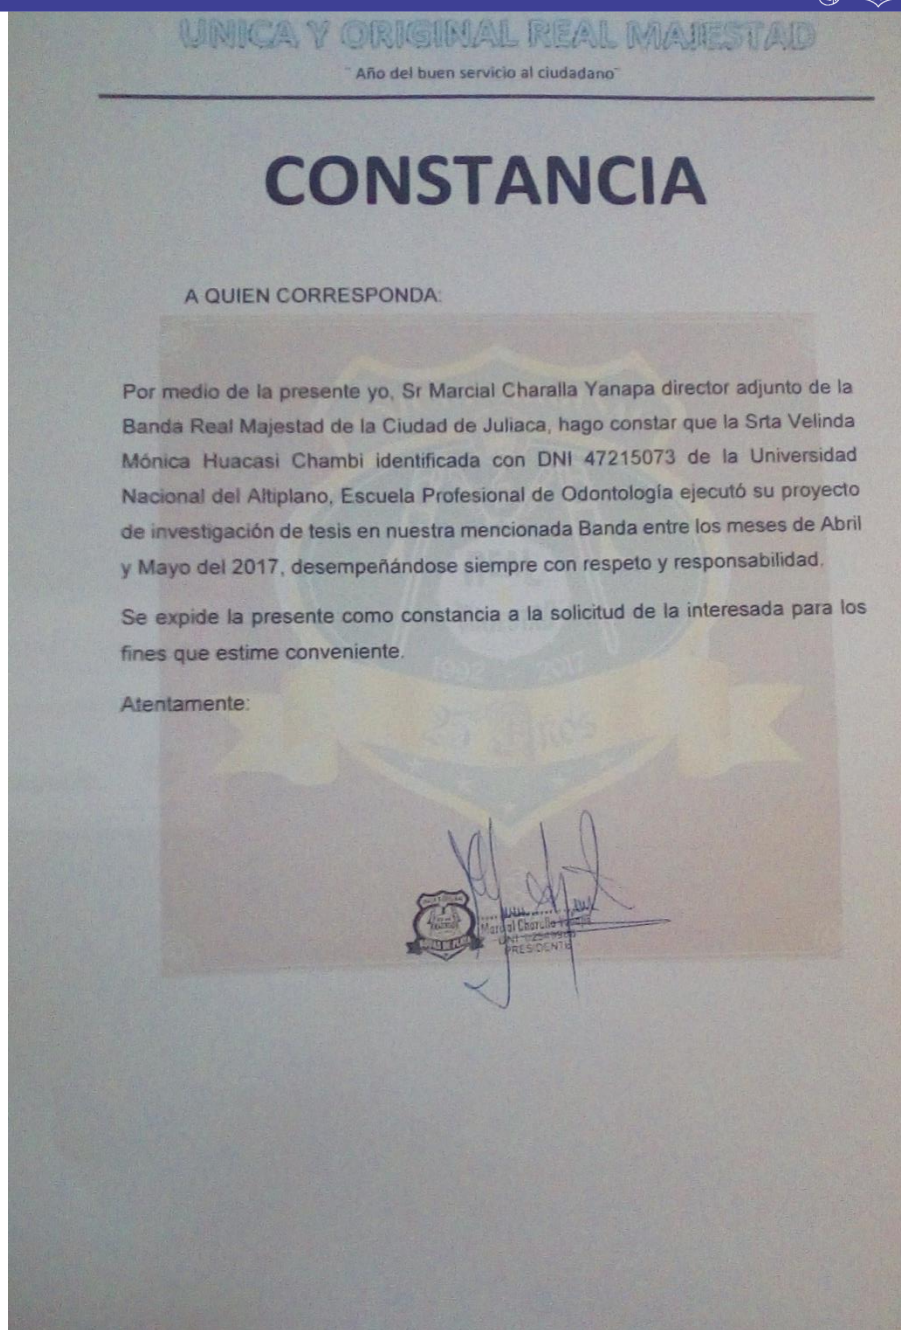 UNICA Y ORIGINAL REAL MAJESTAD
¨ Año del buen servicio al ciudadano¨
CONSTANCIA
A QUIEN CORRESPONDA:
Por medio de la presente yo, Sr Marcial Charalla Yanapa director adjunto de la
Banda Real Majestad de la Ciudad de Juliaca, hago constar que la Srta Velinda
Mónica Huacasi Chambi identificada con DNI 47215073 de la Universidad
Nacional del Altiplano, Escuela Profesional de Odontología ejecutó su proyecto
de investigación de tesis en nuestra mencionada Banda entre los meses de Abril
y Mayo del 2017, desempeñándose siempre con respeto y responsabilidad.
Se expide la presente como constancia a la solicitud de la interesada para los
fines que estime conveniente.
1992 2017
Atentamente:
25 Años
Marcial Charalla
DNI
PRESIDENTE